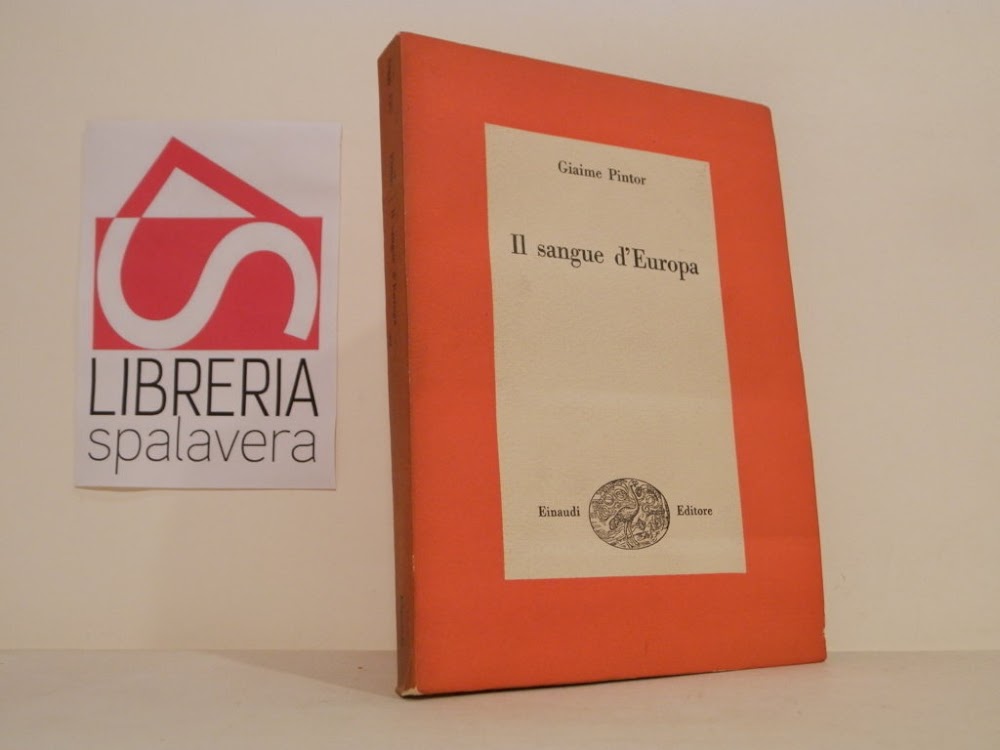 LIBRERIA
spalavera
Giaime Pintor
Il sangue d'Europa
Einaudi Editore